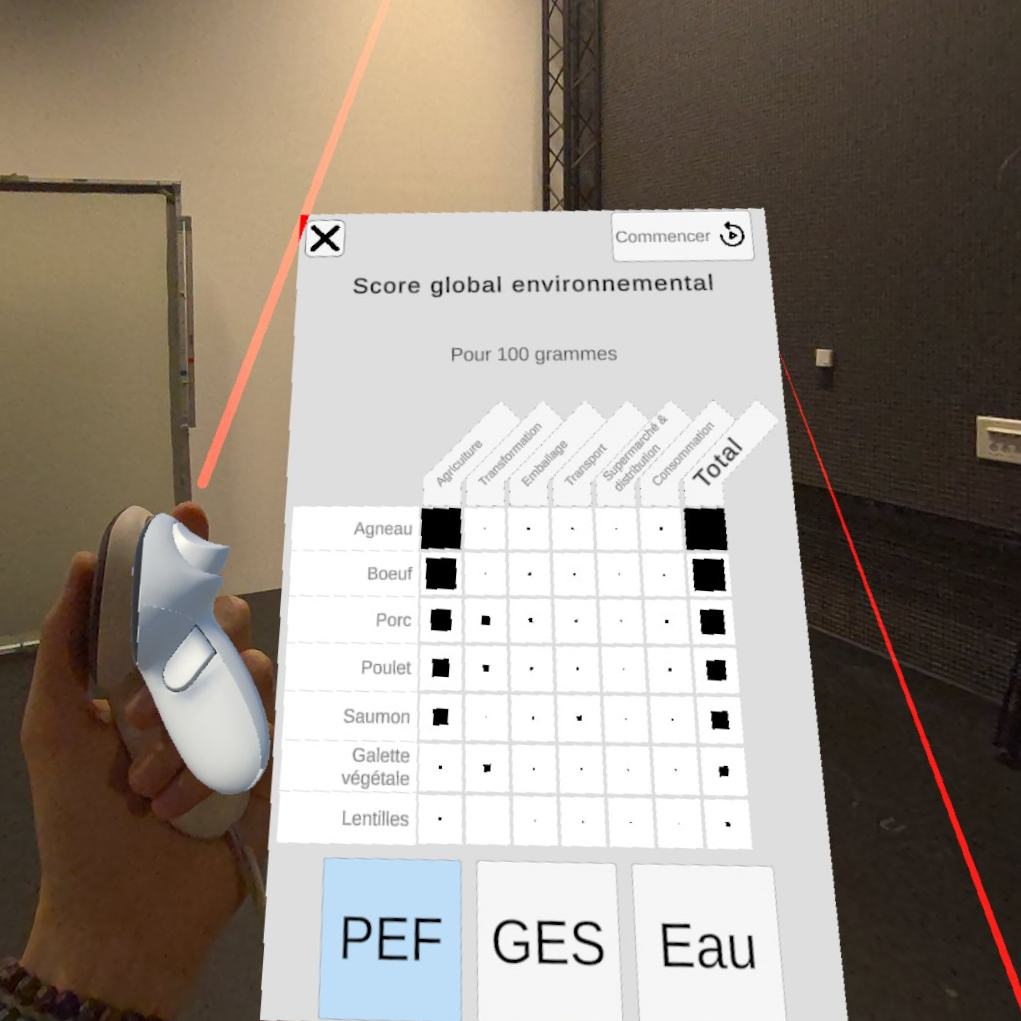 Commencer
Score global environnemental
Pour 100 grammes
Agriculture
Transformation
Emballage
Transport
Supermarché &
distribution
Consommation
Total
Agneau
Boeuf
Porc
Poulet
Saumon
Galette
végétale
Lentilles
PEF
GES
Eau